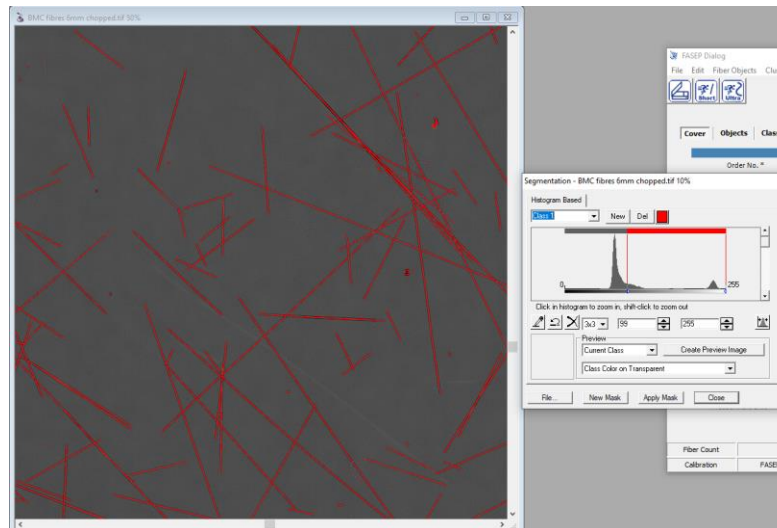 BMC fibres 6mm chopped.tif 50%
FASEP Dialog
File Edit Fiber Objects Clu
Short
Ultra
Cover Objects Clas
Order No. *
Segmentation - BMC fibres 6mm chopped.tif 10%
Histogram Based
Class 1 New Del
0 255
Click in histogram to zoom in, shift-click to zoom out
3x3 99 255
Preview
Current Class Create Preview Image
Class Color on Transparent
File... New Mask Apply Mask Close
Fiber Count
Calibration FASEP